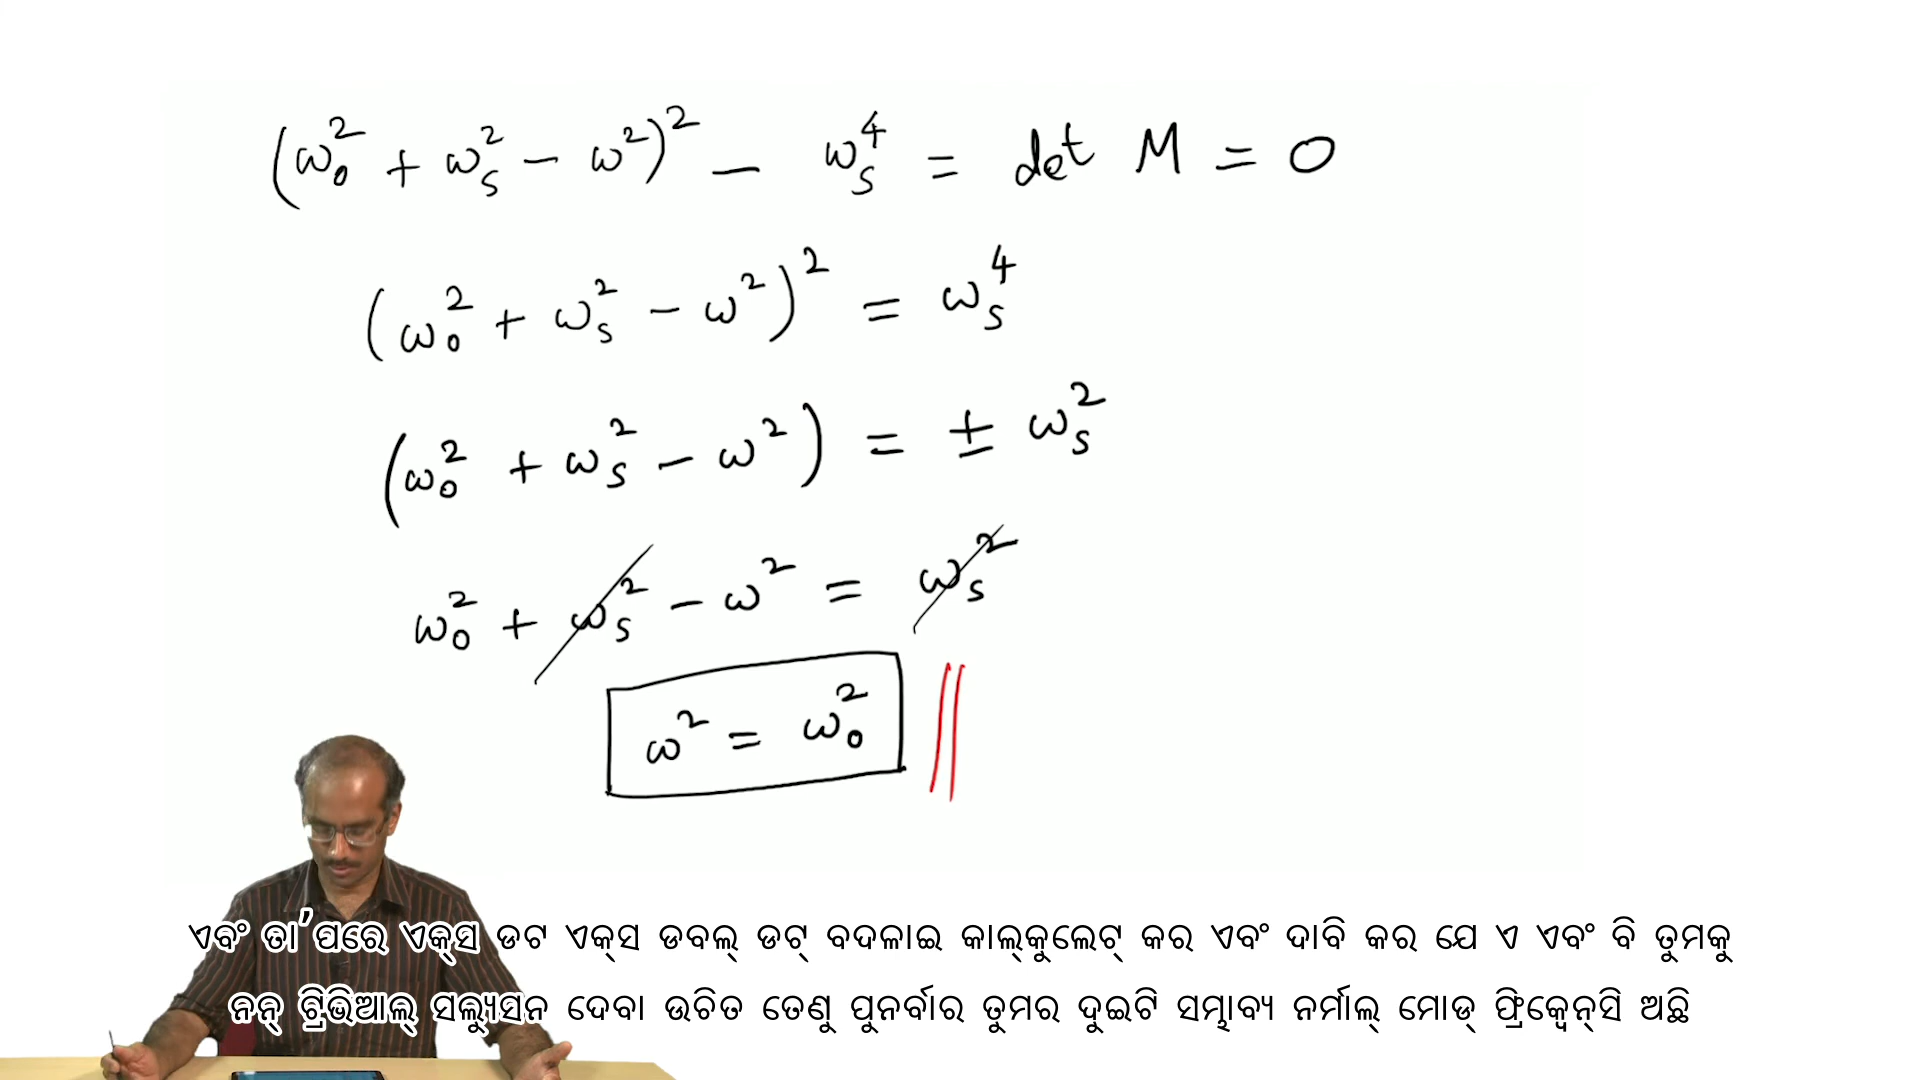 (ω₀² + ωₛ² − ω²)² − ωₛ⁴ = det M = 0
(ω₀² + ωₛ² − ω²)² = ωₛ⁴
(ω₀² + ωₛ² − ω²) = ± ωₛ²
ω₀² + ωₛ² − ω² = ωₛ²
ω² = ω₀²
ଏବଂ ତା'ପରେ ଏକ୍ସ ଡଟ ଏକ୍ସ ଡବଲ୍ ଡଟ୍ ବଦଳାଇ କାଲ୍କୁଲେଟ୍ କର ଏବଂ ଦାବି କର ଯେ ଏ ଏବଂ ବି ତୁମକୁ
ନନ୍ ଟ୍ରିଭିଆଲ୍ ସଲ୍ୟୁସନ ଦେବା ଉଚିତ ତେଣୁ ପୁନର୍ବାର ତୁମର ଦୁଇଟି ସମ୍ଭାବ୍ୟ ନର୍ମାଲ୍ ମୋଡ୍ ଫ୍ରିକ୍ୱେନ୍ସି ଅଛି